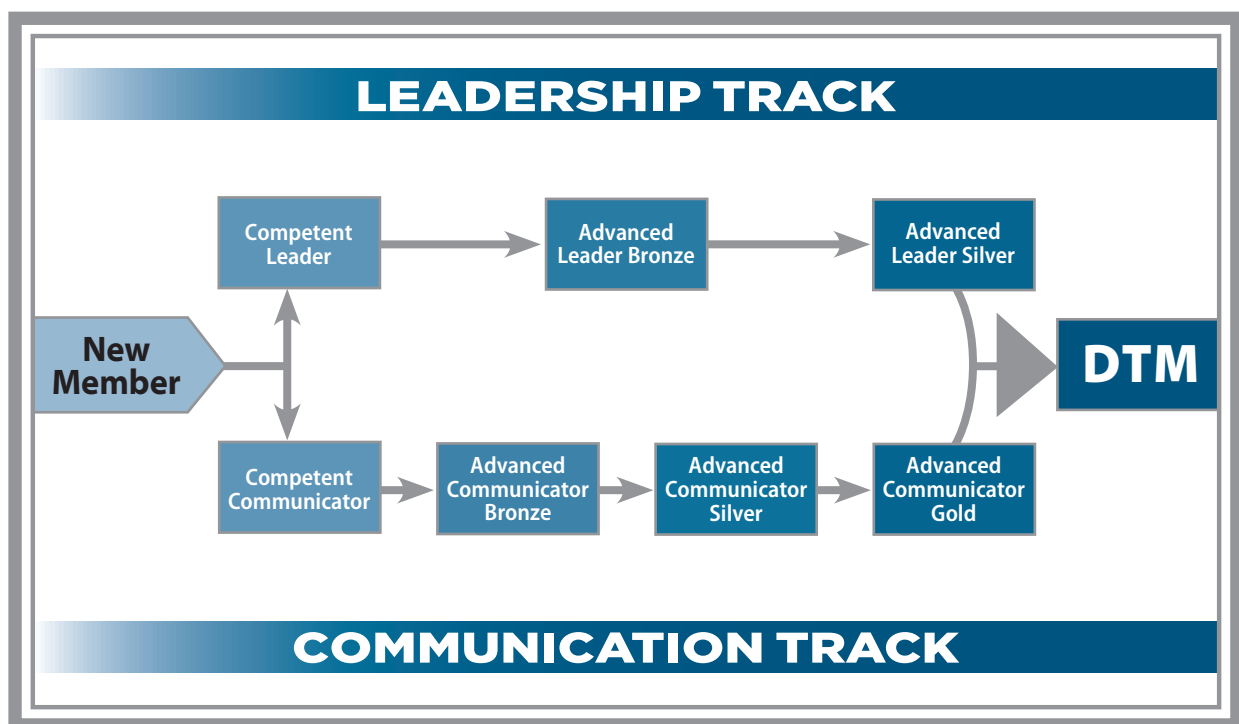 LEADERSHIP TRACK
Competent
Leader
Advanced
Leader Bronze
Advanced
Leader Silver
New
Member
DTM
Competent
Communicator
Advanced
Communicator
Bronze
Advanced
Communicator
Silver
Advanced
Communicator
Gold
COMMUNICATION TRACK